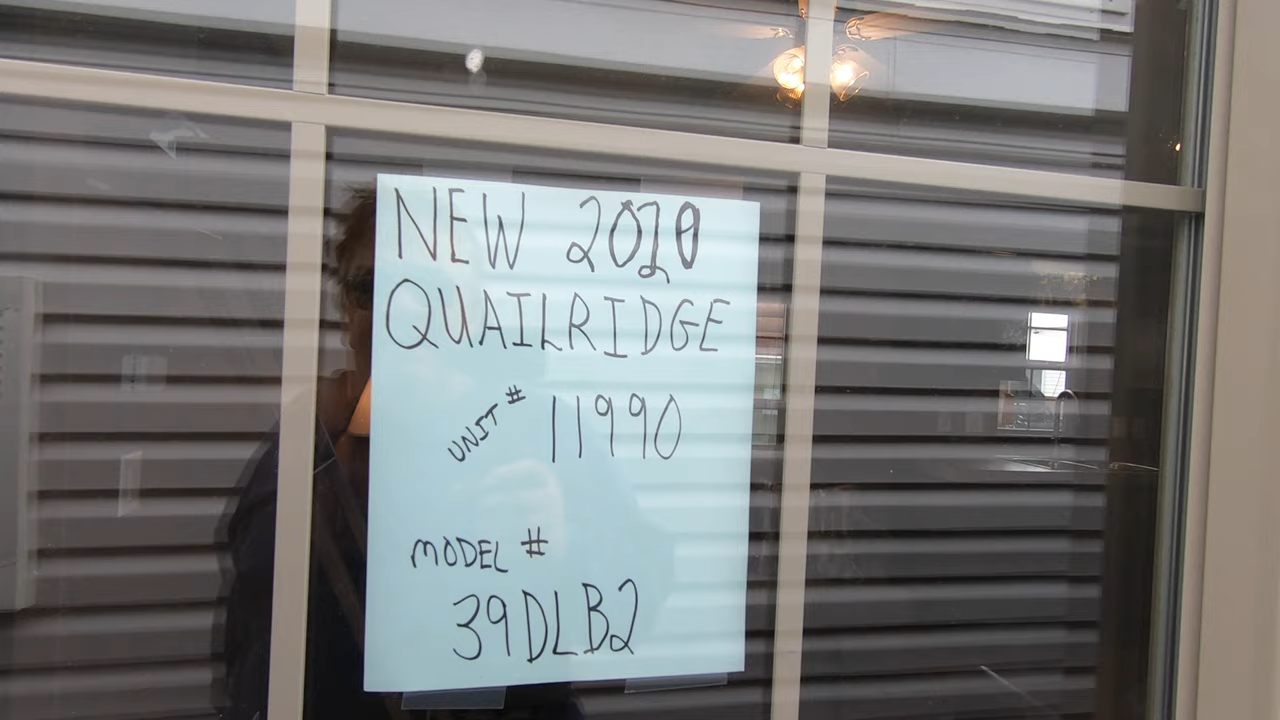 NEW 2010
QUAILRIDGE
UNIT # 11990
MODEL #
39DLB2